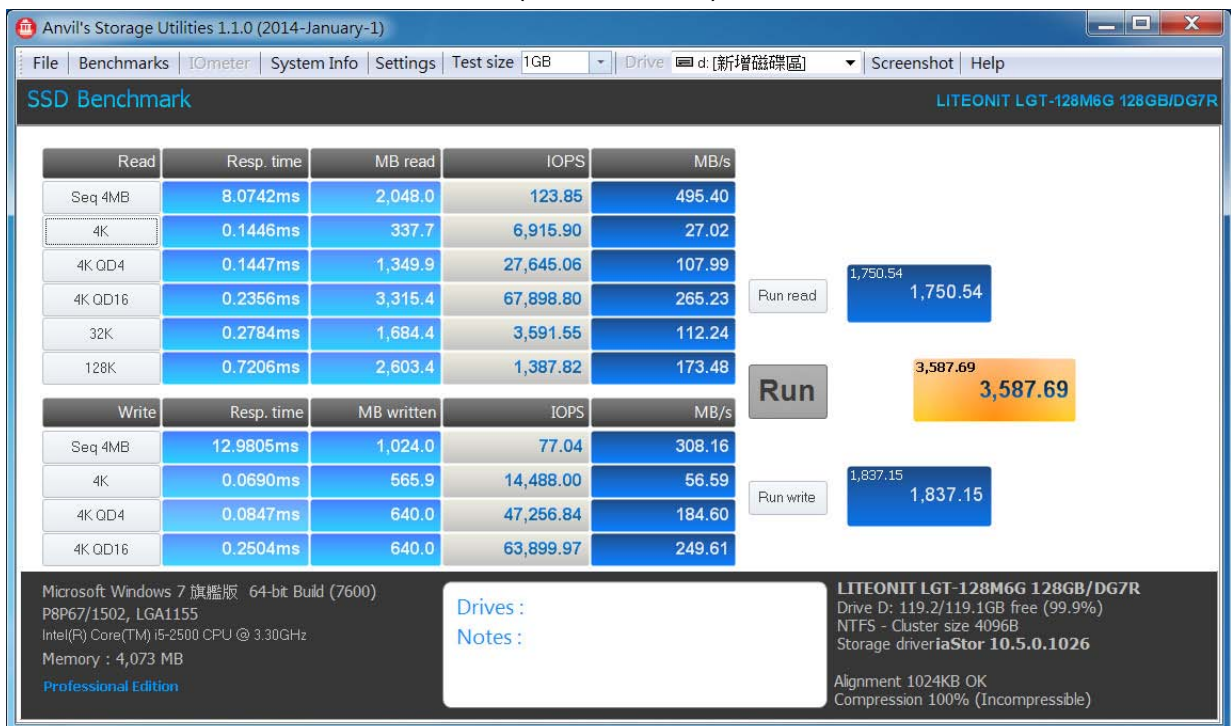 Anvil's Storage Utilities 1.1.0 (2014-January-1)
File Benchmarks IOmeter System Info Settings Test size 1GB Drive d: [新增磁碟區] Screenshot Help
SSD Benchmark LITEONIT LGT-128M6G 128GB/DG7R
Read Resp. time MB read IOPS MB/s
Seq 4MB 8.0742ms 2,048.0 123.85 495.40
4K 0.1446ms 337.7 6,915.90 27.02
4K QD4 0.1447ms 1,349.9 27,645.06 107.99
4K QD16 0.2356ms 3,315.4 67,898.80 265.23
32K 0.2784ms 1,684.4 3,591.55 112.24
128K 0.7206ms 2,603.4 1,387.82 173.48
Run read
1,750.54
1,750.54
Run
3,587.69
3,587.69
Write Resp. time MB written IOPS MB/s
Seq 4MB 12.9805ms 1,024.0 77.04 308.16
4K 0.0690ms 565.9 14,488.00 56.59
4K QD4 0.0847ms 640.0 47,256.84 184.60
4K QD16 0.2504ms 640.0 63,899.97 249.61
Run write
1,837.15
1,837.15
Microsoft Windows 7 旗艦版 64-bit Build (7600)
P8P67/1502, LGA1155
Intel(R) Core(TM) i5-2500 CPU @ 3.30GHz
Memory : 4,073 MB
Professional Edition
Drives :
Notes :
LITEONIT LGT-128M6G 128GB/DG7R
Drive D: 119.2/119.1GB free (99.9%)
NTFS - Cluster size 4096B
Storage driveriaStor 10.5.0.1026
Alignment 1024KB OK
Compression 100% (Incompressible)